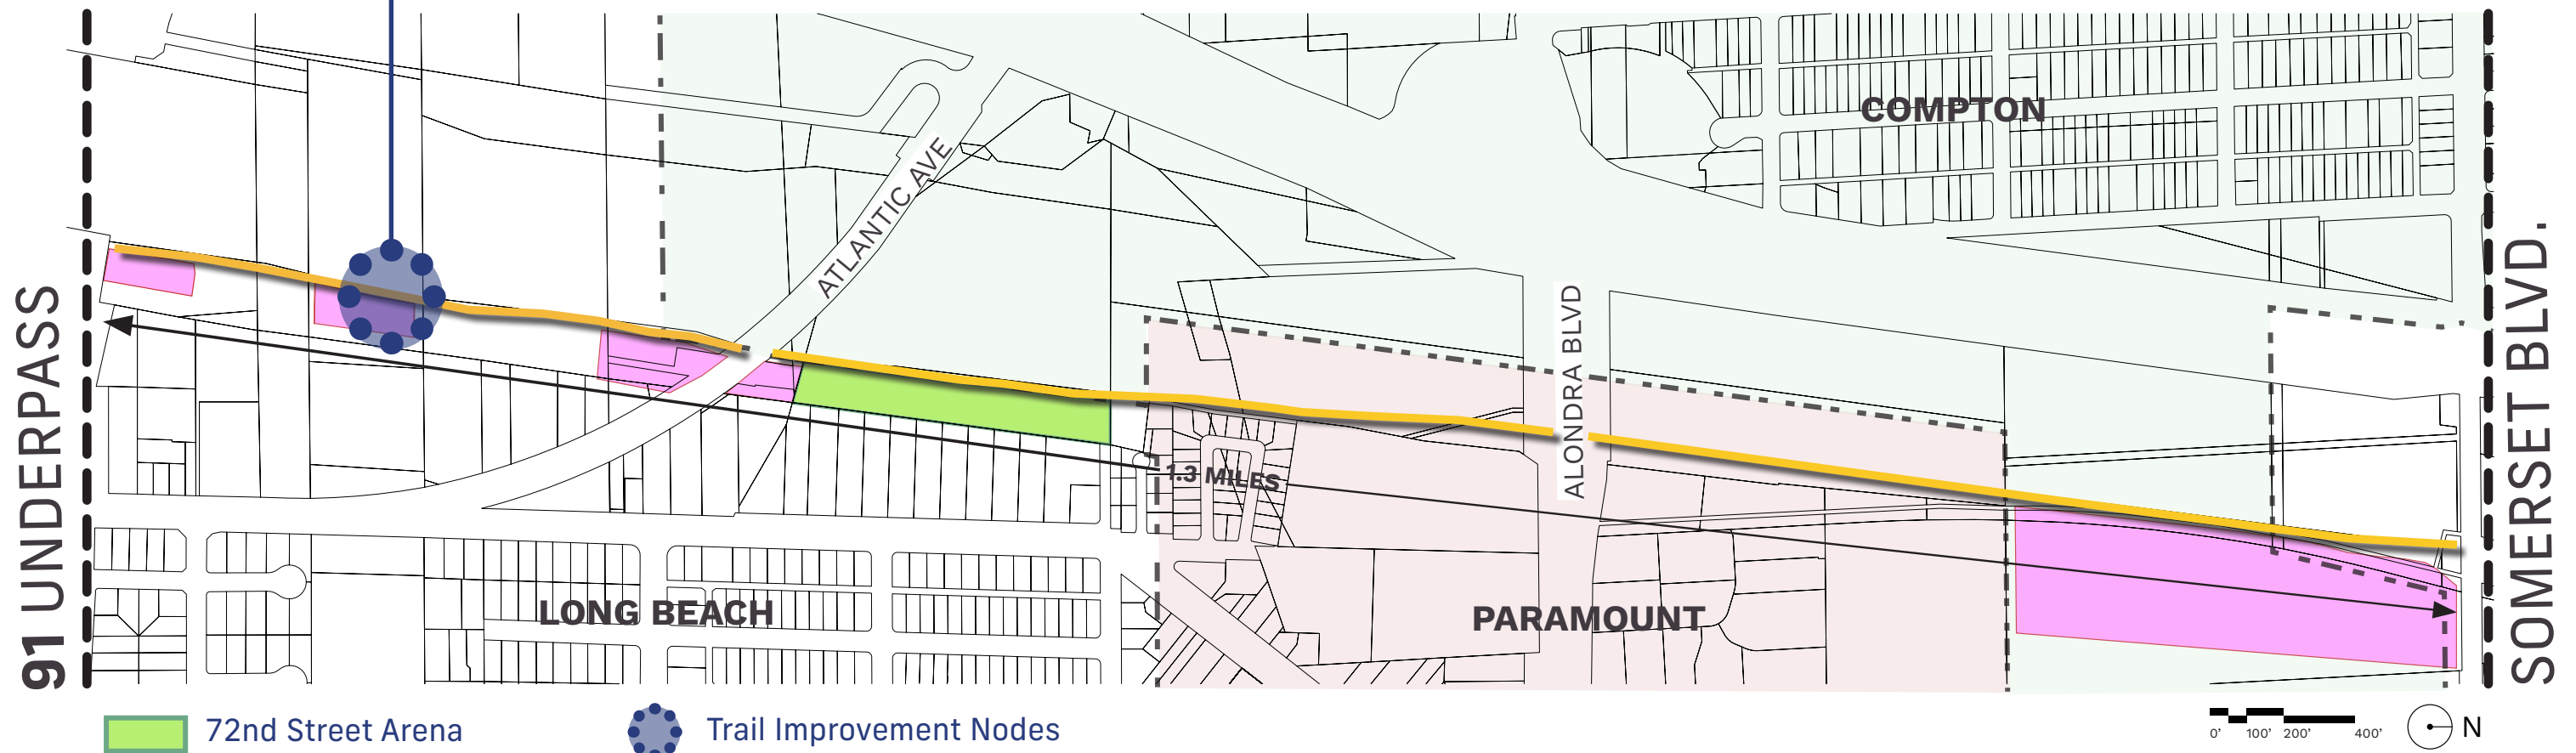 COMPTON
ATLANTIC AVE
91 UNDERPASS
ALONDRA BLVD
SOMERSET BLVD.
1.3 MILES
LONG BEACH
PARAMOUNT
72nd Street Arena
Trail Improvement Nodes
0' 100' 200' 400'
N